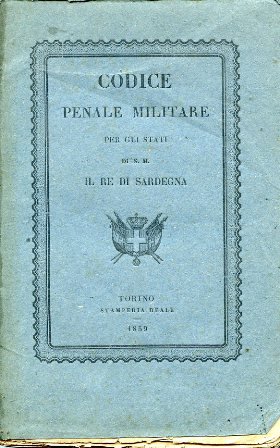 CODICE
PENALE MILITARE
PER GLI STATI
DI S. M.
IL RE DI SARDEGNA
TORINO
STAMPERIA REALE
1859